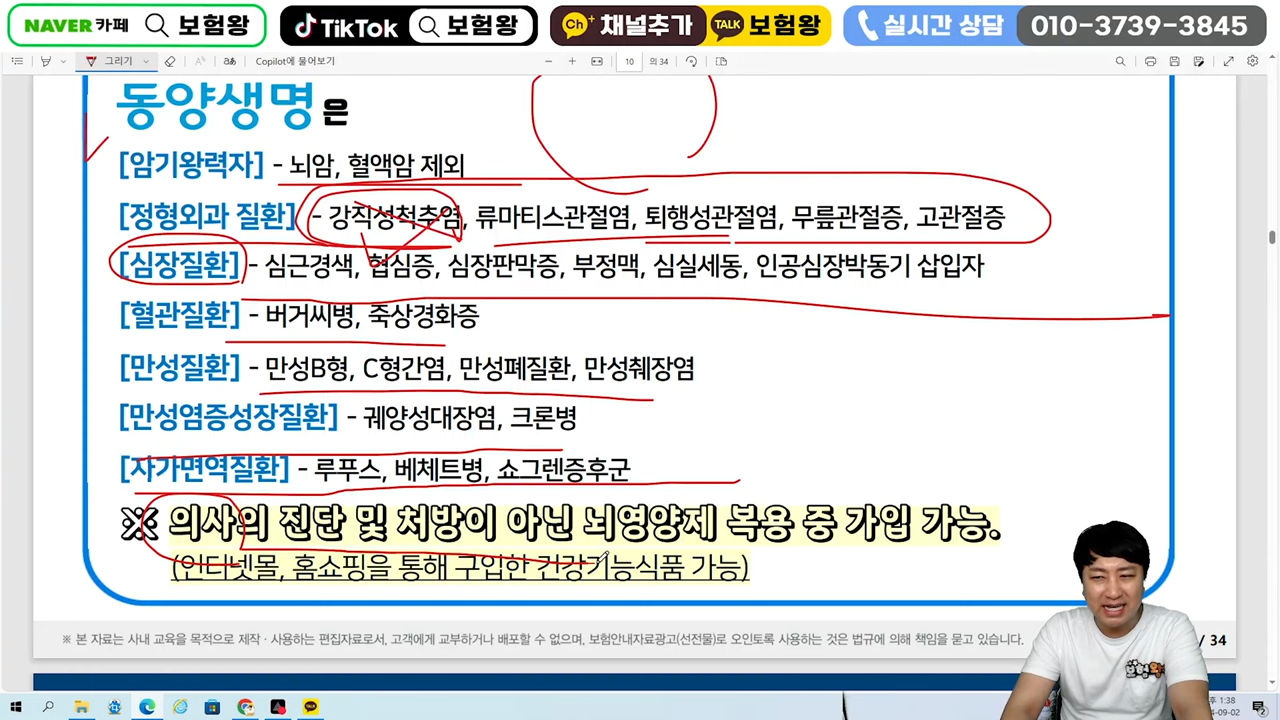 NAVER 카페 보험왕 TikTok 보험왕 Ch+ 채널추가 TALK 보험왕 실시간 상담 010-3739-3845
그리기 가あ Copilot에 물어보기 10 의 34
동양생명은
[암기왕력자] - 뇌암, 혈액암 제외
[정형외과 질환] - 강직성척추염, 류마티스관절염, 퇴행성관절염, 무릎관절증, 고관절증
[심장질환] - 심근경색, 협심증, 심장판막증, 부정맥, 심실세동, 인공심장박동기 삽입자
[혈관질환] - 버거씨병, 죽상경화증
[만성질환] - 만성B형, C형간염, 만성폐질환, 만성췌장염
[만성염증성장질환] - 궤양성대장염, 크론병
[자가면역질환] - 루푸스, 베체트병, 쇼그렌증후군
※ 의사의 진단 및 처방이 아닌 뇌영양제 복용 중 가입 가능.
(인터넷몰, 홈쇼핑을 통해 구입한 건강기능식품 가능)
※ 본 자료는 사내 교육을 목적으로 제작 · 사용하는 편집자료로서, 고객에게 교부하거나 배포할 수 없으며, 보험안내자료광고(선전물)로 오인토록 사용하는 것은 법규에 의해 책임을 묻고 있습니다. / 34
보험왕
1:38
4-09-02